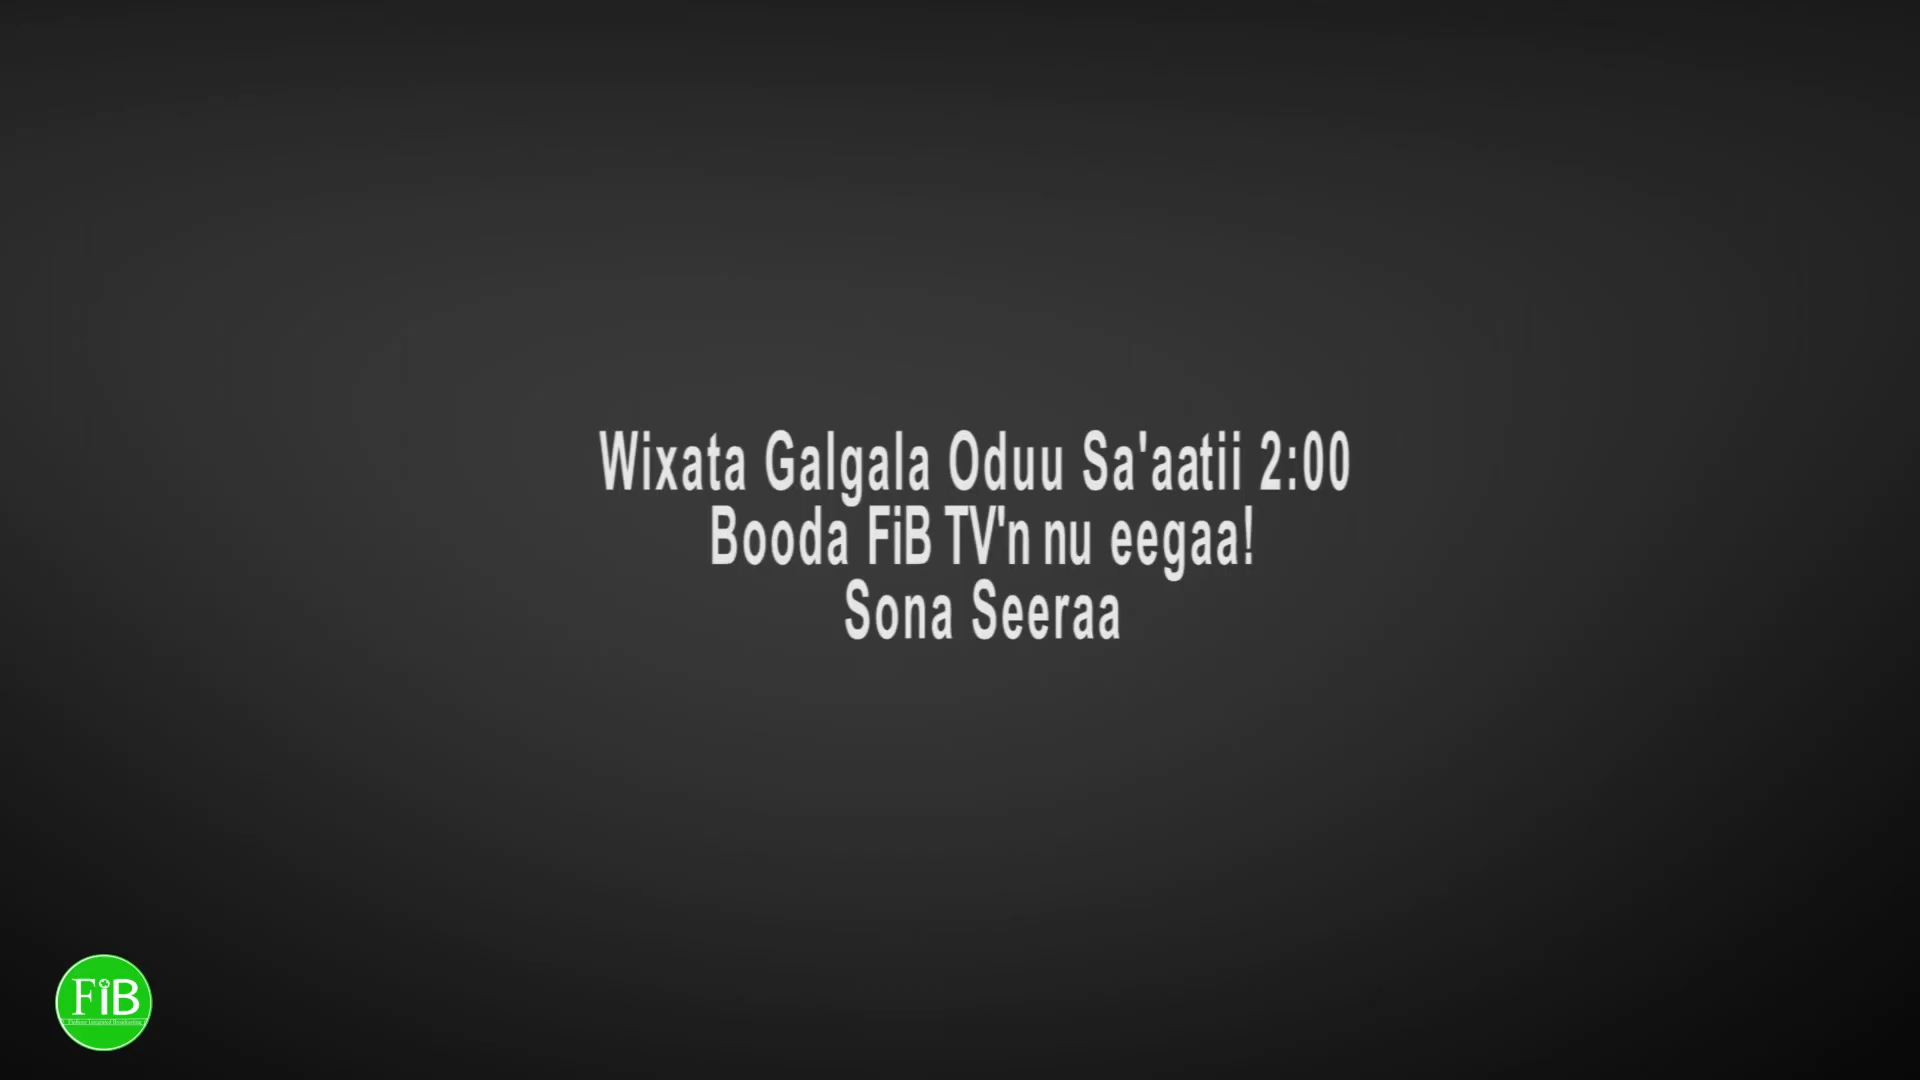 Wixata Galgala Oduu Sa'aatii 2:00
Booda FiB TV'n nu eegaa!
Sona Seeraa
FiB